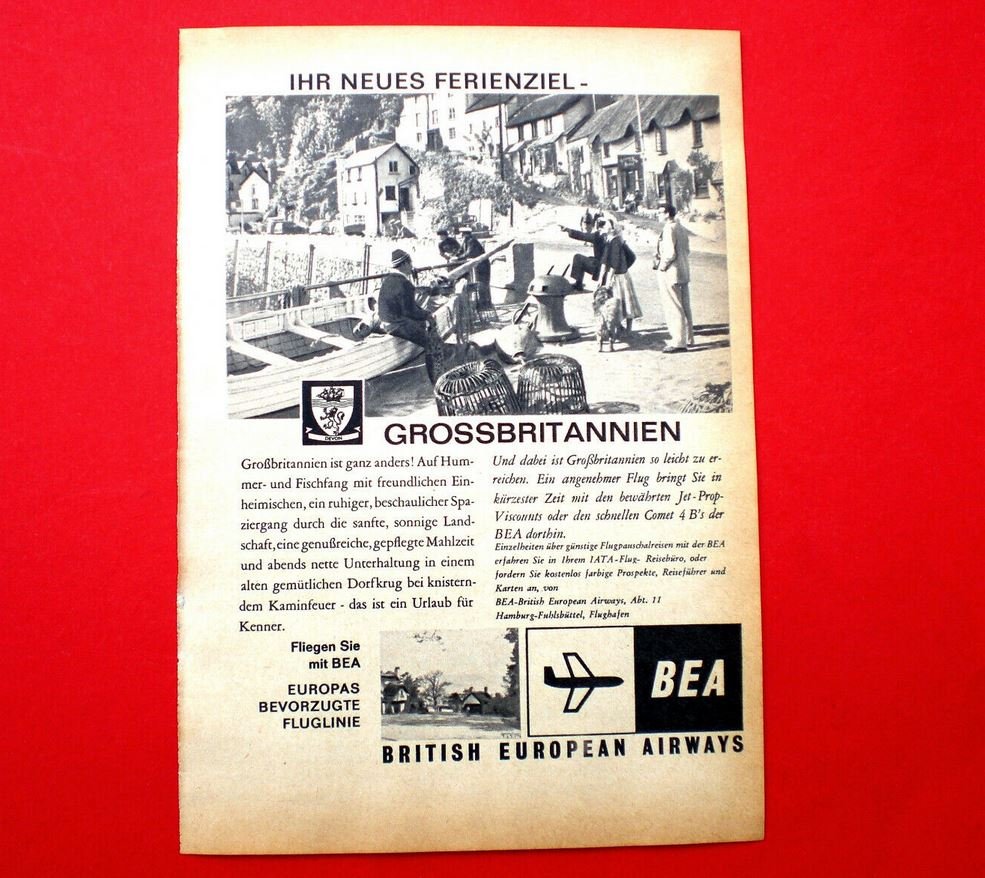 IHR NEUES FERIENZIEL-
DEVON
GROSSBRITANNIEN
Großbritannien ist ganz anders! Auf Hum-
mer- und Fischfang mit freundlichen Ein-
heimischen, ein ruhiger, beschaulicher Spa-
ziergang durch die sanfte, sonnige Land-
schaft, eine genußreiche, gepflegte Mahlzeit
und abends nette Unterhaltung in einem
alten gemütlichen Dorfkrug bei knistern-
dem Kaminfeuer - das ist ein Urlaub für
Kenner.
Und dabei ist Großbritannien so leicht zu er-
reichen. Ein angenehmer Flug bringt Sie in
kürzester Zeit mit den bewährten Jet-Prop-
Viscounts oder den schnellen Comet 4 B's der
BEA dorthin.
Einzelheiten über günstige Flugpauschalreisen mit der BEA
erfahren Sie in Ihrem IATA-Flug- Reisebüro, oder
fordern Sie kostenlos farbige Prospekte, Reiseführer und
Karten an, von
BEA-British European Airways, Abt. 11
Hamburg-Fuhlsbüttel, Flughafen
Fliegen Sie
mit BEA
EUROPAS
BEVORZUGTE
FLUGLINIE
BEA
BRITISH EUROPEAN AIRWAYS